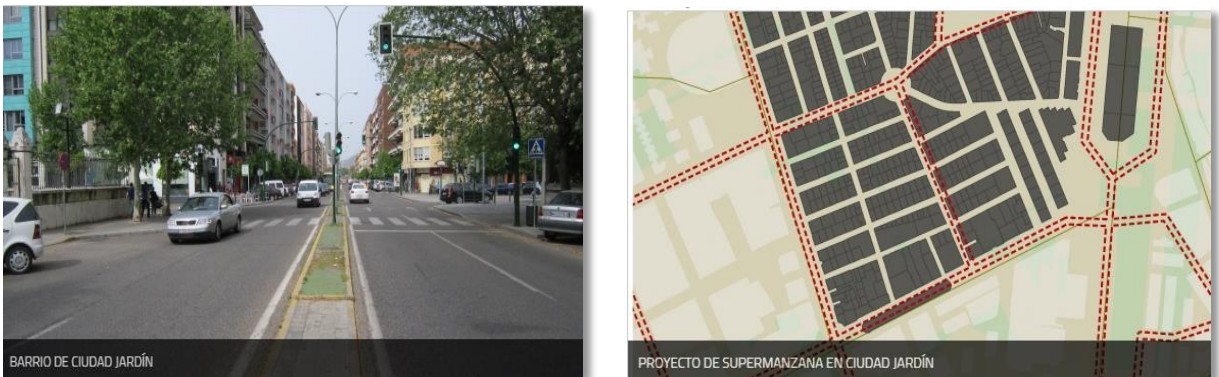 BARRIO DE CIUDAD JARDÍN
PROYECTO DE SUPERMANZANA EN CIUDAD JARDÍN